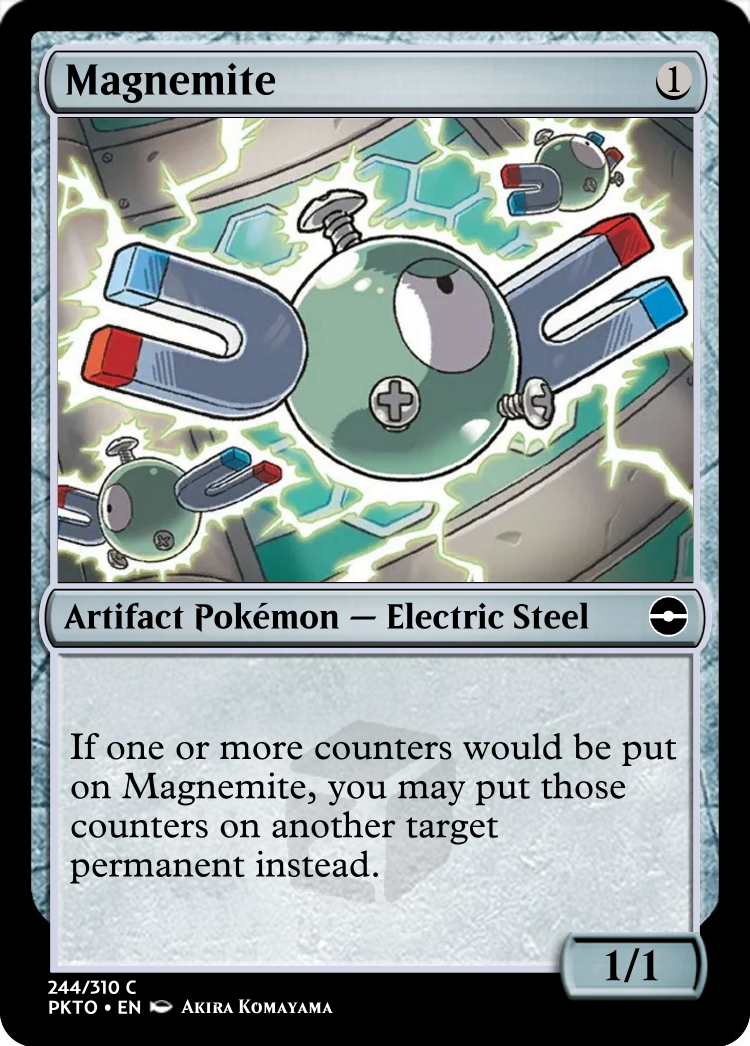 Magnemite 1
Artifact Pokémon — Electric Steel
If one or more counters would be put
on Magnemite, you may put those
counters on another target
permanent instead.
1/1
244/310 C
PKTO • EN Akira Komayama